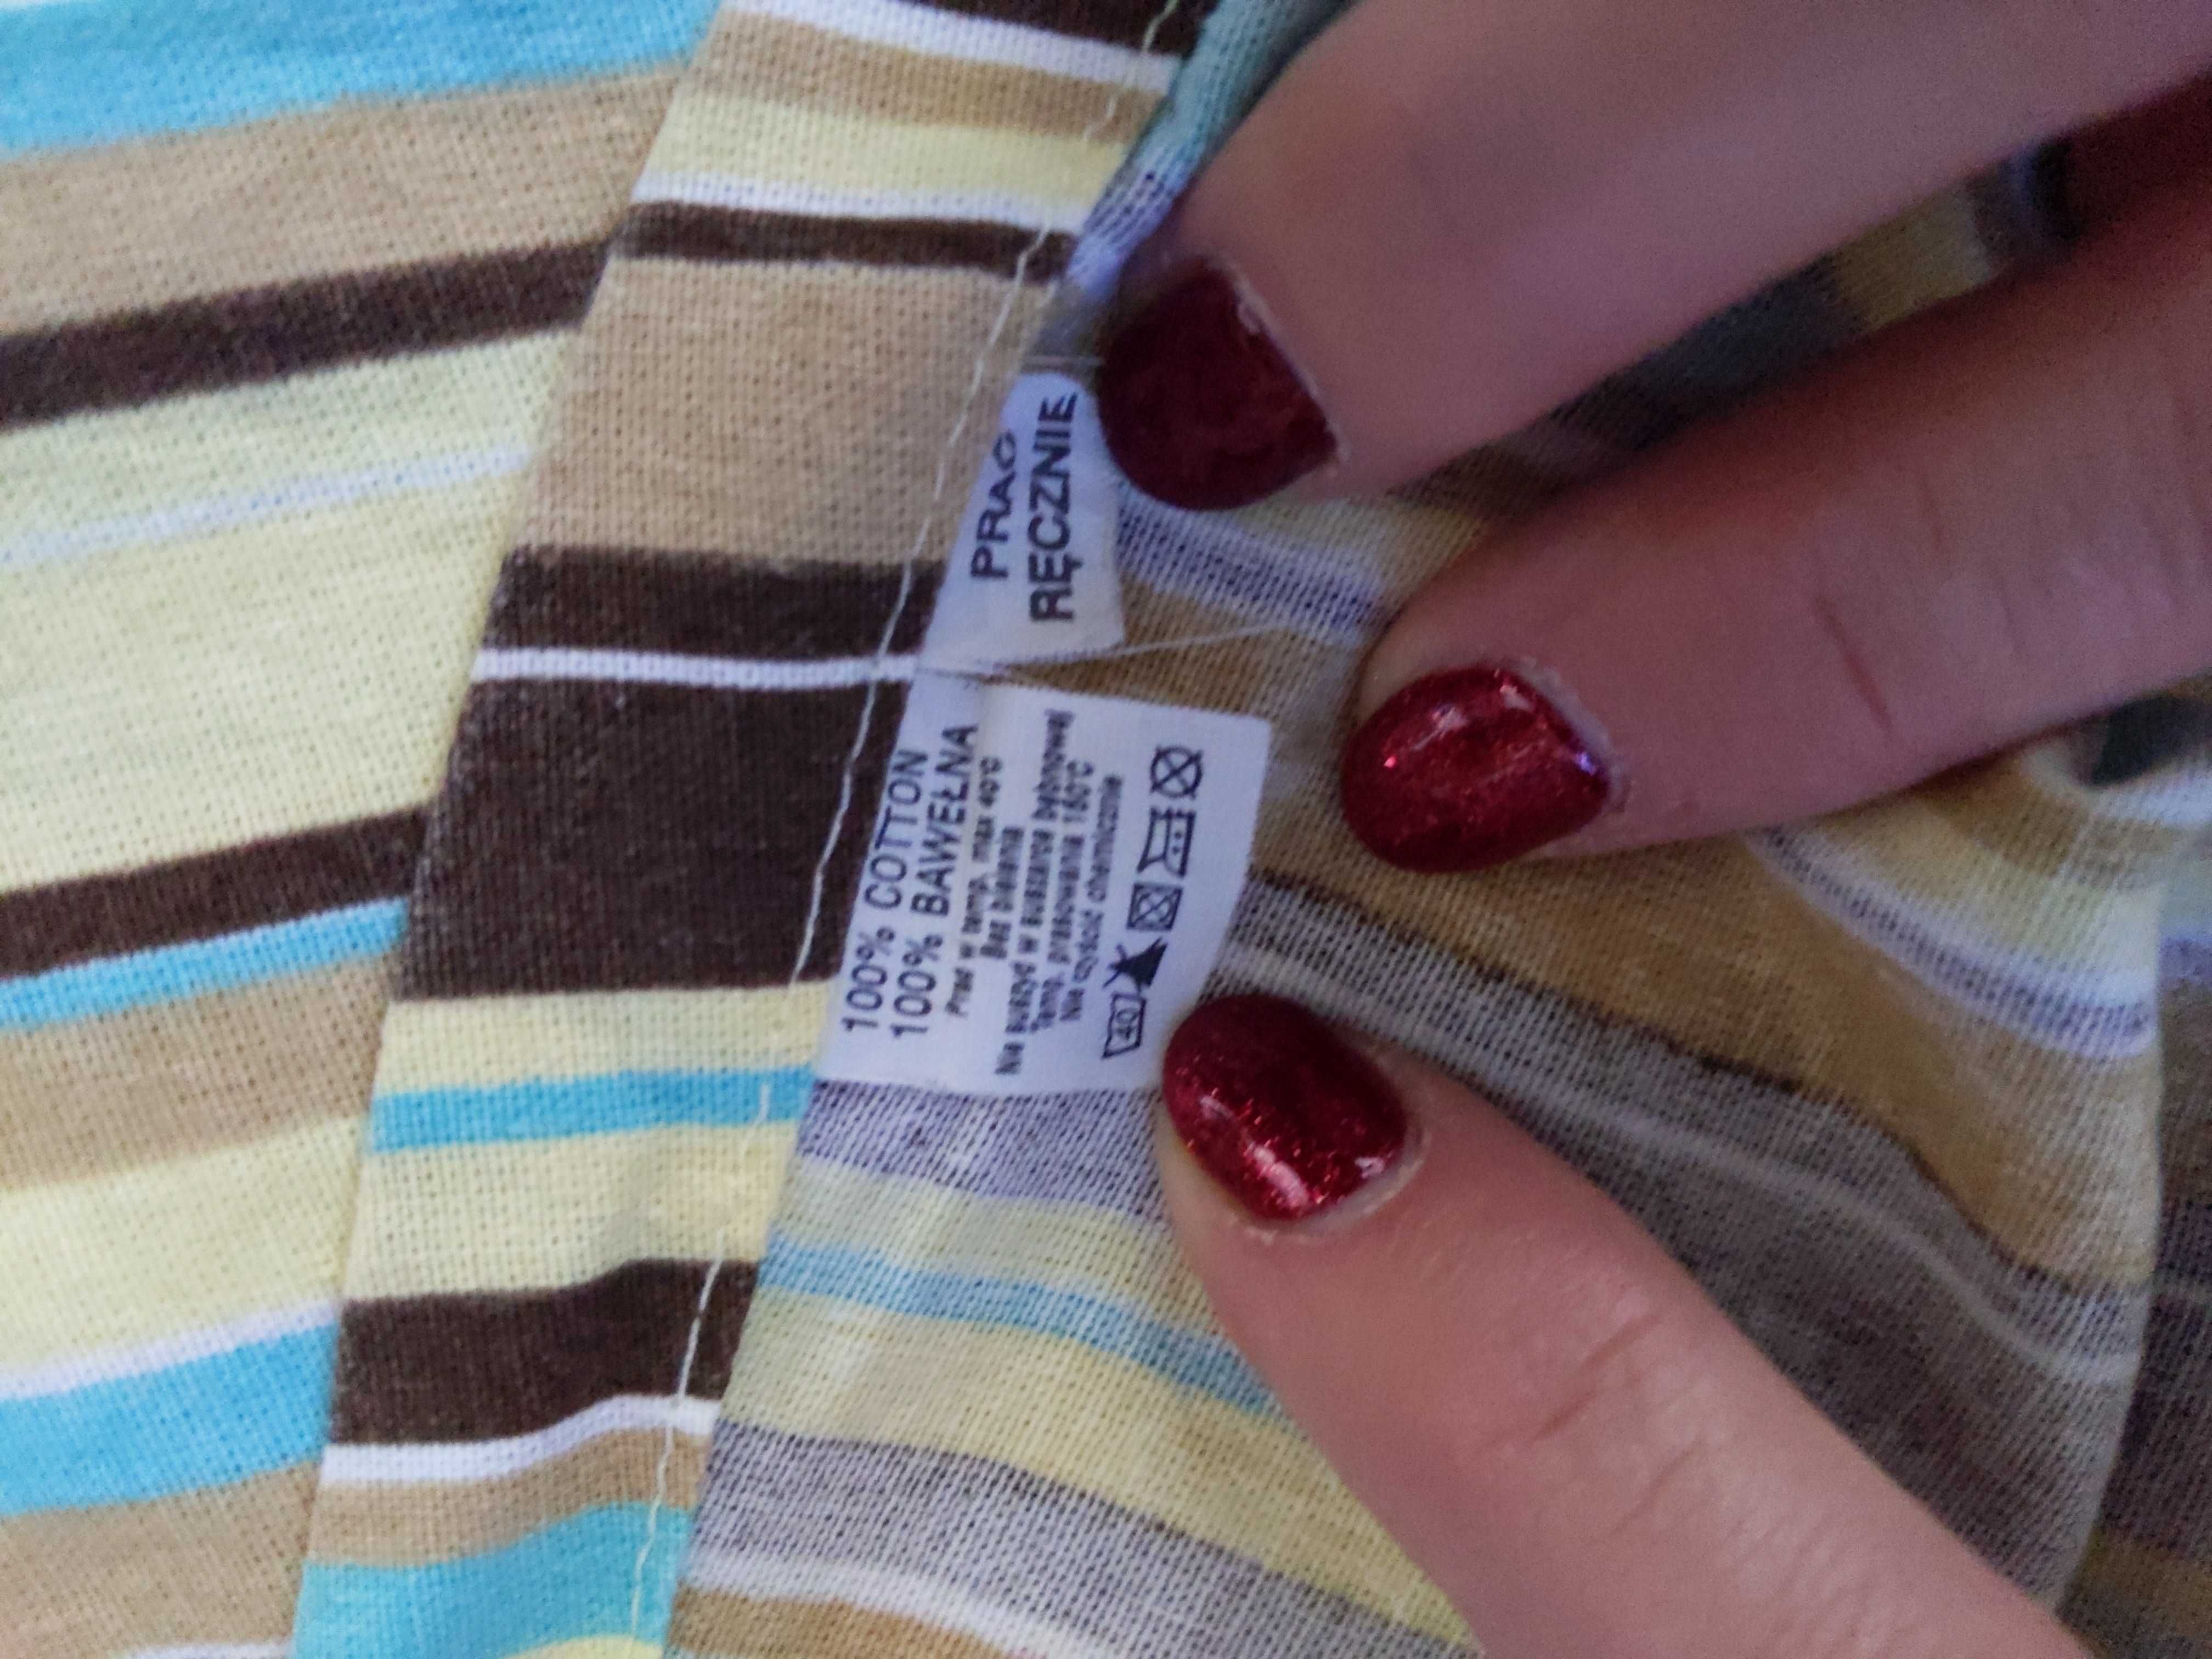 PRAĆ
RĘCZNIE
100% COTTON
100% BAWEŁNA
Prać w temp. max 40°C
Bez bielenia
Nie suszyć w suszarce bębnowej
Temp. prasowania 150°C
Nie czyścić chemicznie
40